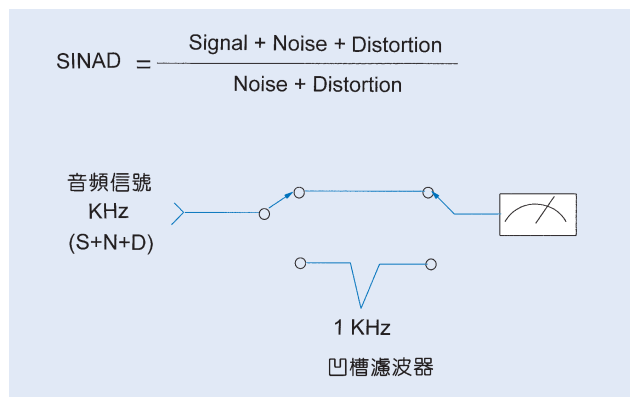 Signal + Noise + Distortion
SINAD =
Noise + Distortion
音頻信號
KHz
(S+N+D)
1 KHz
凹槽濾波器